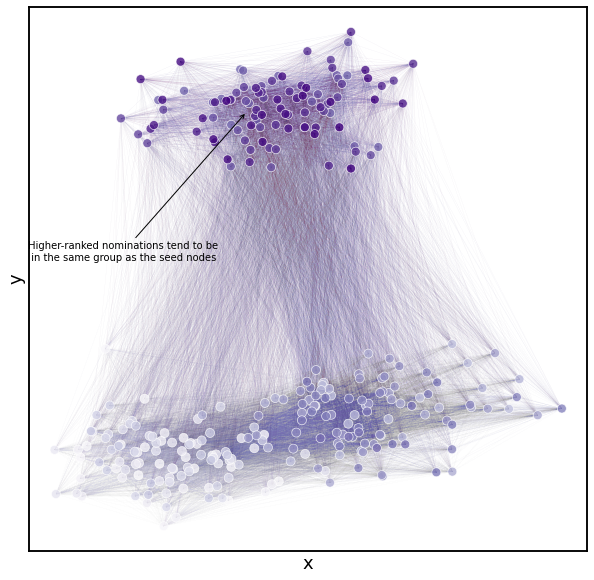 Higher-ranked nominations tend to be
in the same group as the seed nodes
y
x